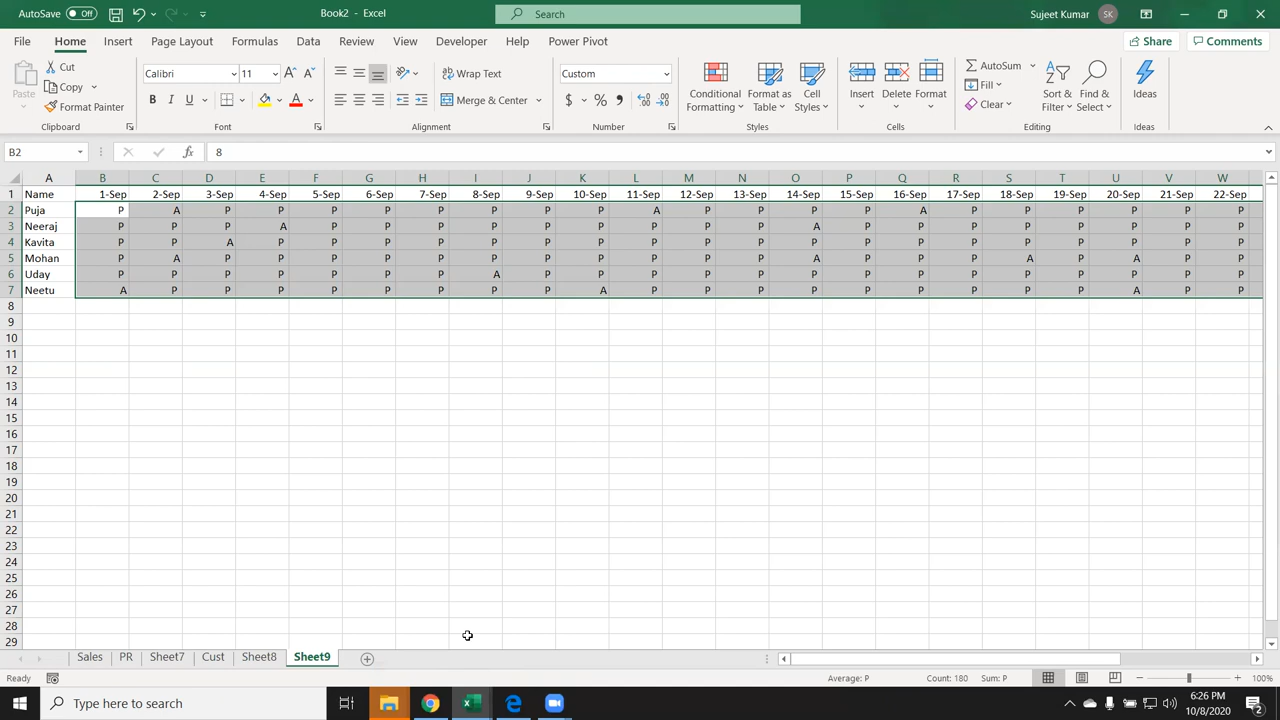 AutoSave Off
Book2 - Excel
Search
Sujeet Kumar SK
File Home Insert Page Layout Formulas Data Review View Developer Help Power Pivot Share Comments
Paste Cut Copy Format Painter Clipboard
Calibri 11 Font
Wrap Text Merge & Center Alignment
Custom Number
Conditional Formatting Format as Table Cell Styles Styles
Insert Delete Format Cells
AutoSum Fill Clear Sort & Filter Find & Select Editing
Ideas Ideas
B2 fx 8
A B C D E F G H I J K L M N O P Q R S T U V W
1 Name 1-Sep 2-Sep 3-Sep 4-Sep 5-Sep 6-Sep 7-Sep 8-Sep 9-Sep 10-Sep 11-Sep 12-Sep 13-Sep 14-Sep 15-Sep 16-Sep 17-Sep 18-Sep 19-Sep 20-Sep 21-Sep 22-Sep
2 Puja P A P P P P P P P P A P P P P A P P P P P P
3 Neeraj P P P A P P P P P P P P P A P P P P P P P P
4 Kavita P P A P P P P P P P P P P P P P P P P P P P
5 Mohan P A P P P P P P P P P P P A P P P A P A P P
6 Uday P P P P P P P A P P P P P P P P P P P P P P
7 Neetu A P P P P P P P P A P P P P P P P P P A P P
8
9
10
11
12
13
14
15
16
17
18
19
20
21
22
23
24
25
26
27
28
29
Sales PR Sheet7 Cust Sheet8 Sheet9
Ready Average: P Count: 180 Sum: P 100%
Type here to search
6:26 PM
10/8/2020
2